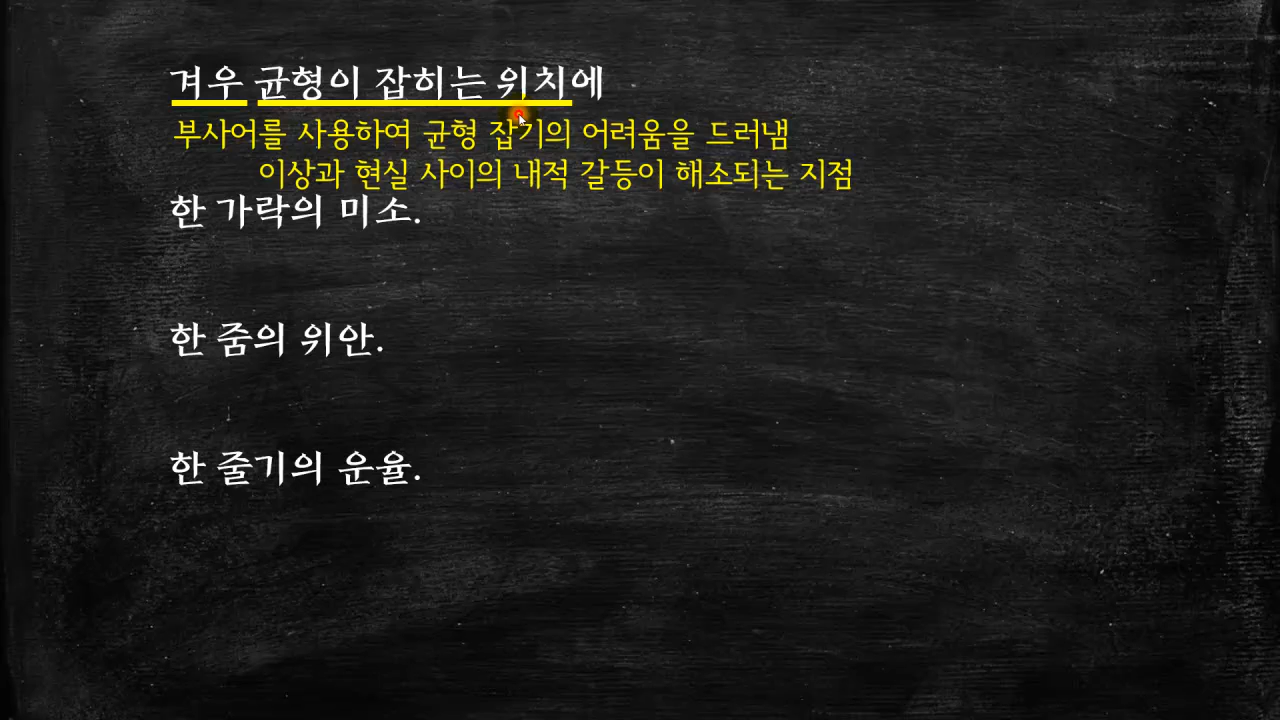 겨우 균형이 잡히는 위치에
부사어를 사용하여 균형 잡기의 어려움을 드러냄
이상과 현실 사이의 내적 갈등이 해소되는 지점
한 가락의 미소.
한 줌의 위안.
한 줄기의 운율.